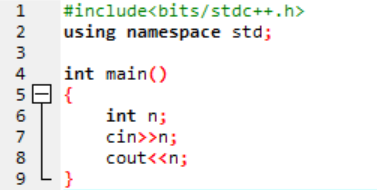 1 #include<bits/stdc++.h>
2 using namespace std;
3
4 int main()
5 {
6 int n;
7 cin>>n;
8 cout<<n;
9 }